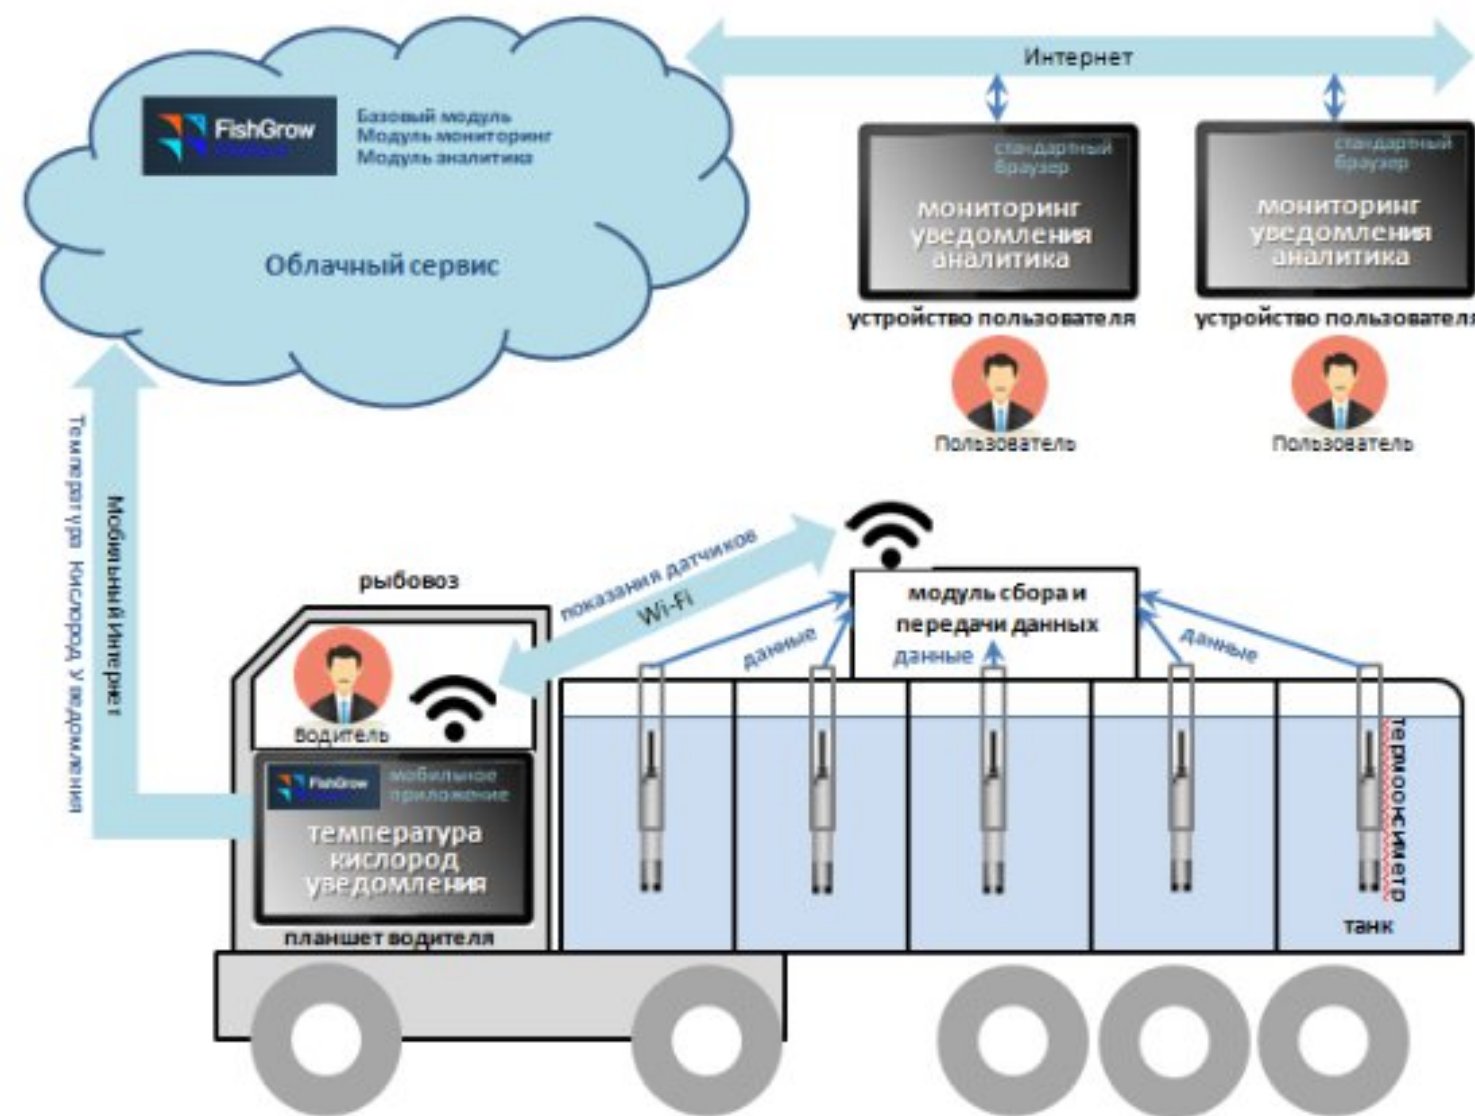 Интернет
FishGrow
Базовый модуль
Модуль мониторинг
Модуль аналитика
Облачный сервис
стандартный
браузер
мониторинг
уведомления
аналитика
устройство пользователя
Пользователь
стандартный
браузер
мониторинг
уведомления
аналитика
устройство пользователя
Пользователь
Температура кислород уведомления
Мобильный Интернет
показания датчиков
Wi-Fi
рыбовоз
водитель
FishGrow
мобильное
приложение
температура
кислород
уведомления
планшет водителя
модуль сбора и
передачи данных
данные
данные
данные
термооксиметр
танк